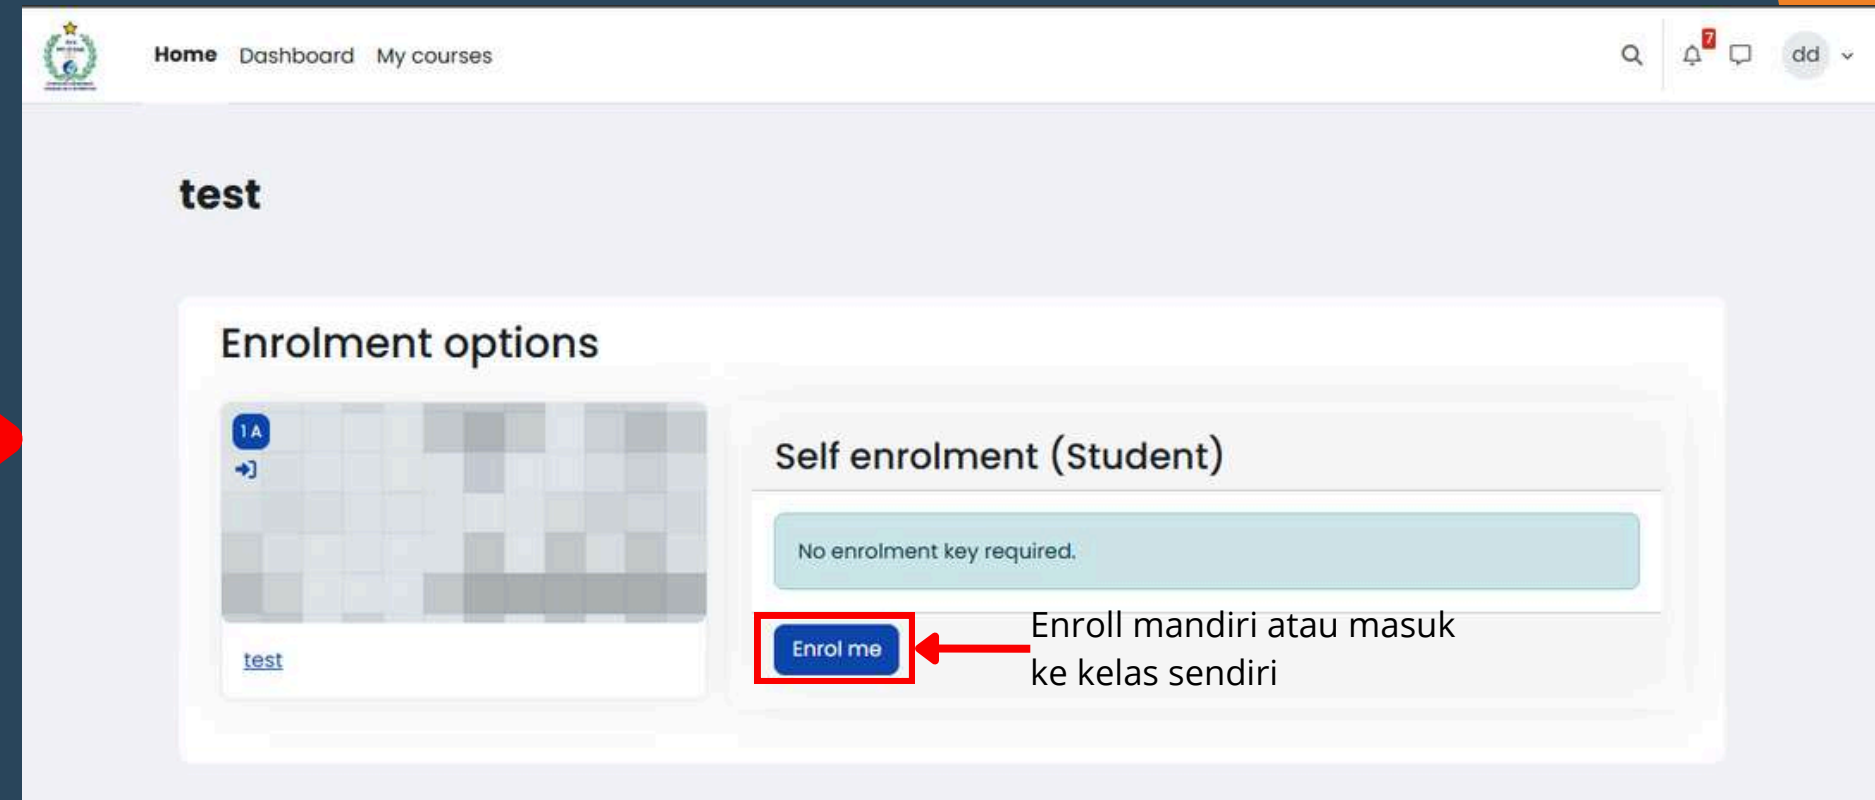 Home Dashboard My courses
7
dd
test
Enrolment options
1 A
Self enrolment (Student)
No enrolment key required.
Enrol me
Enroll mandiri atau masuk
ke kelas sendiri
test